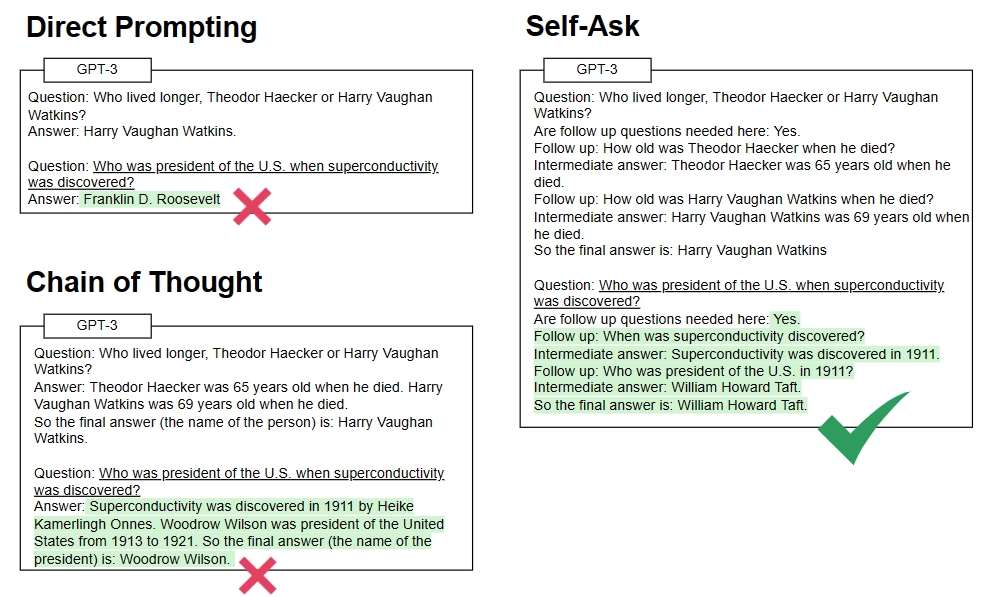 Direct Prompting
GPT-3
Question: Who lived longer, Theodor Haecker or Harry Vaughan
Watkins?
Answer: Harry Vaughan Watkins.
Question: Who was president of the U.S. when superconductivity
was discovered?
Answer: Franklin D. Roosevelt
Chain of Thought
GPT-3
Question: Who lived longer, Theodor Haecker or Harry Vaughan
Watkins?
Answer: Theodor Haecker was 65 years old when he died. Harry
Vaughan Watkins was 69 years old when he died.
So the final answer (the name of the person) is: Harry Vaughan
Watkins.
Question: Who was president of the U.S. when superconductivity
was discovered?
Answer: Superconductivity was discovered in 1911 by Heike
Kamerlingh Onnes. Woodrow Wilson was president of the United
States from 1913 to 1921. So the final answer (the name of the
president) is: Woodrow Wilson.
Self-Ask
GPT-3
Question: Who lived longer, Theodor Haecker or Harry Vaughan
Watkins?
Are follow up questions needed here: Yes.
Follow up: How old was Theodor Haecker when he died?
Intermediate answer: Theodor Haecker was 65 years old when he
died.
Follow up: How old was Harry Vaughan Watkins when he died?
Intermediate answer: Harry Vaughan Watkins was 69 years old when
he died.
So the final answer is: Harry Vaughan Watkins
Question: Who was president of the U.S. when superconductivity
was discovered?
Are follow up questions needed here: Yes.
Follow up: When was superconductivity discovered?
Intermediate answer: Superconductivity was discovered in 1911.
Follow up: Who was president of the U.S. in 1911?
Intermediate answer: William Howard Taft.
So the final answer is: William Howard Taft.